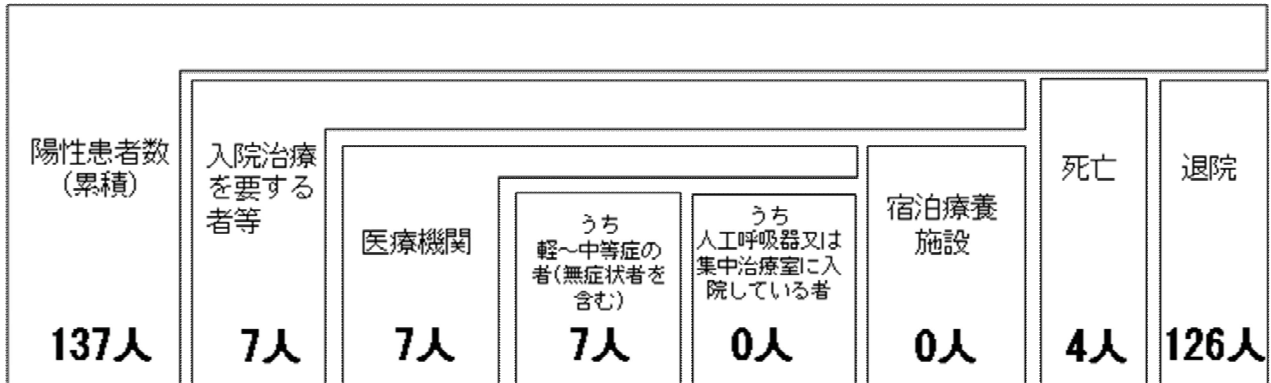 陽性患者数
(累積)
137人
入院治療
を要する
者等
7人
医療機関
7人
うち
軽～中等症の
者(無症状者を
含む)
7人
うち
人工呼吸器又は
集中治療室に入
院している者
0人
宿泊療養
施設
0人
死亡
4人
退院
126人